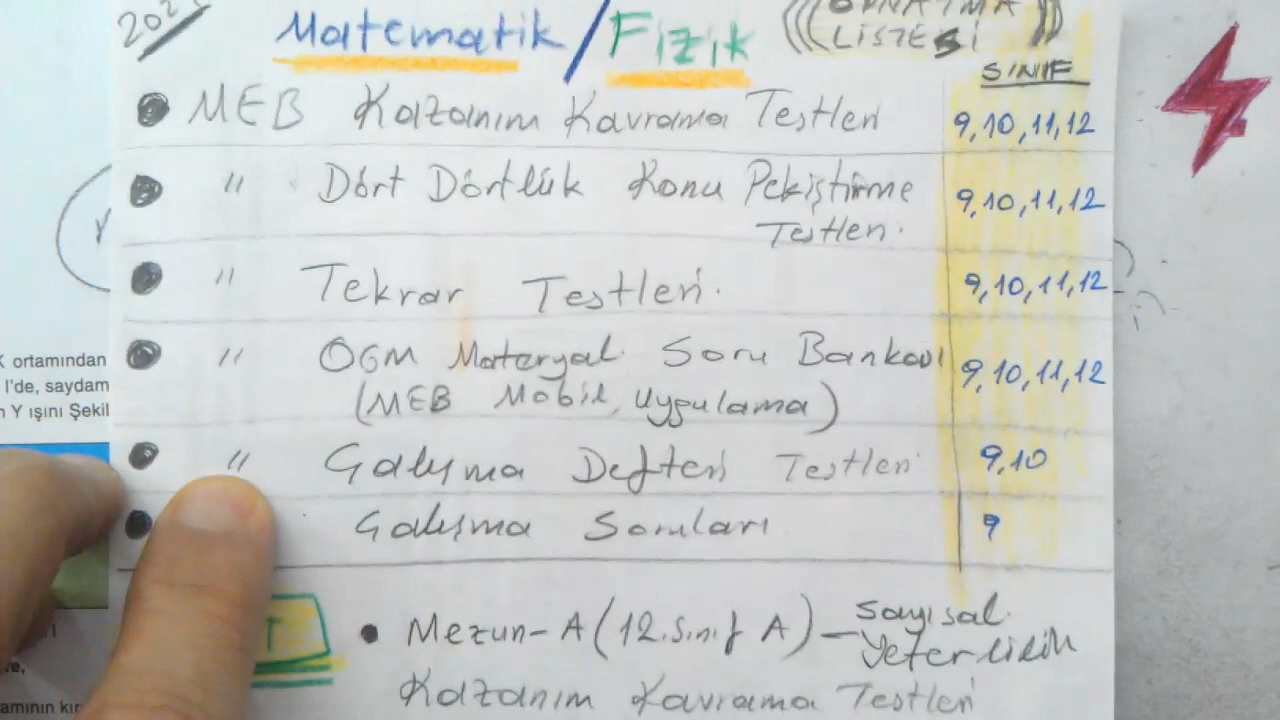 Matematik / Fizik
LİSTESİ
SINIF
MEB Kazanım Kavrama Testleri 9,10,11,12
" Dört Dörtlük Konu Pekiştirme 9,10,11,12
Testleri.
" Tekrar Testleri. 9,10,11,12
" OGM Materyal Soru Bankası 9,10,11,12
(MEB Mobil Uygulama)
" Çalışma Defteri Testleri 9,10
Çalışma Soruları 9
• Mezun-A (12.Sınıf A) – Sayısal
Yeterlilik
Kazanım Kavrama Testleri
ortamından
I'de, saydam
Y ışını Şekil